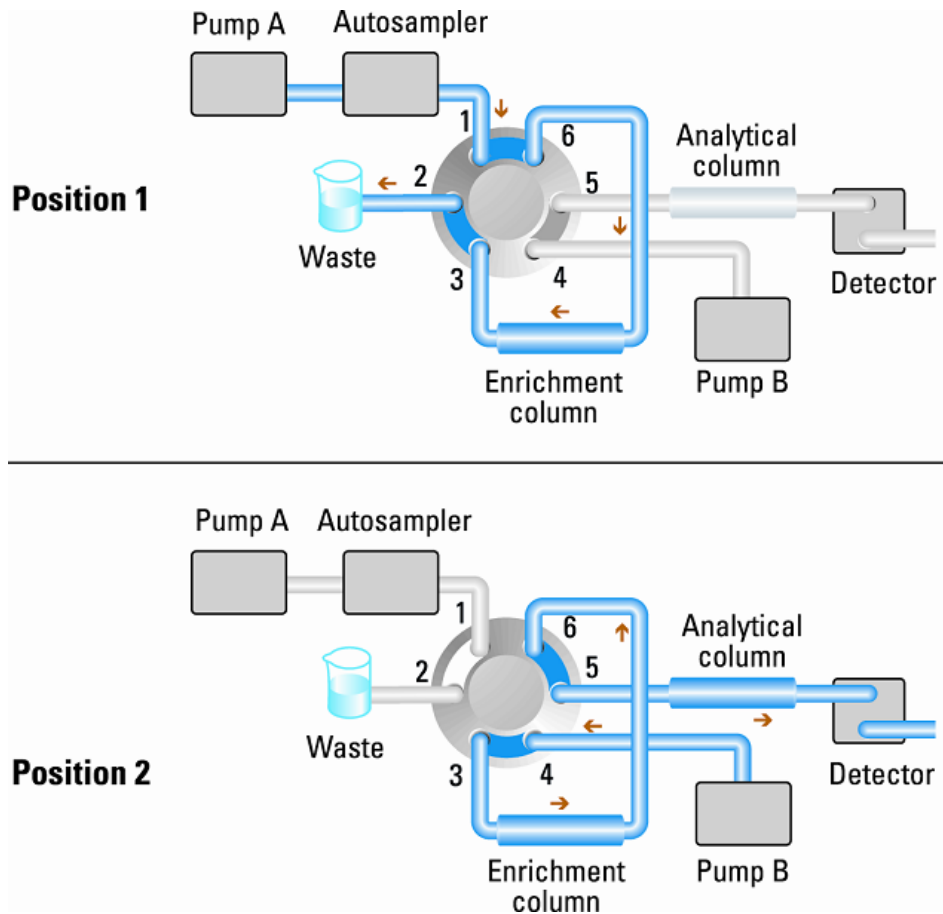 Pump A
Autosampler
1
6
Analytical
column
2
5
Position 1
Waste
3
4
Detector
Enrichment
column
Pump B
Pump A
Autosampler
1
6
Analytical
column
2
5
Waste
3
4
Position 2
Detector
Enrichment
column
Pump B